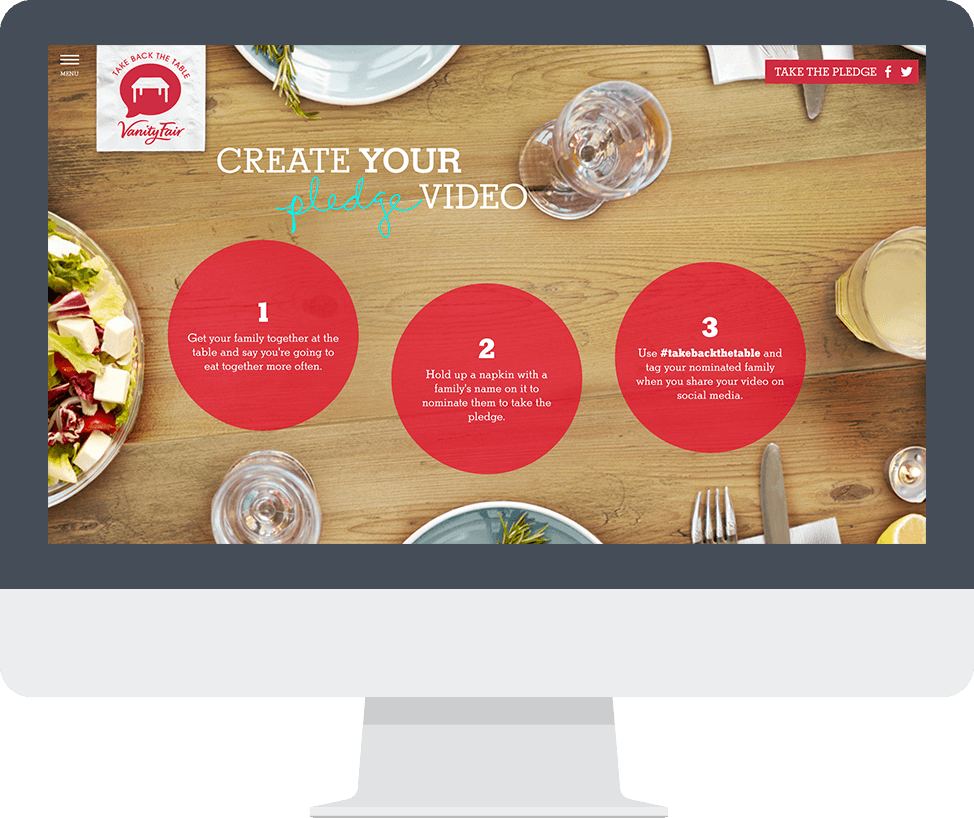 MENU
TAKE BACK THE TABLE
Vanity Fair
TAKE THE PLEDGE
CREATE YOUR
pledge VIDEO
1
Get your family together at the
table and say you're going to
eat together more often.
2
Hold up a napkin with a
family's name on it to
nominate them to take the
pledge.
3
Use #takebackthetable and
tag your nominated family
when you share your video on
social media.